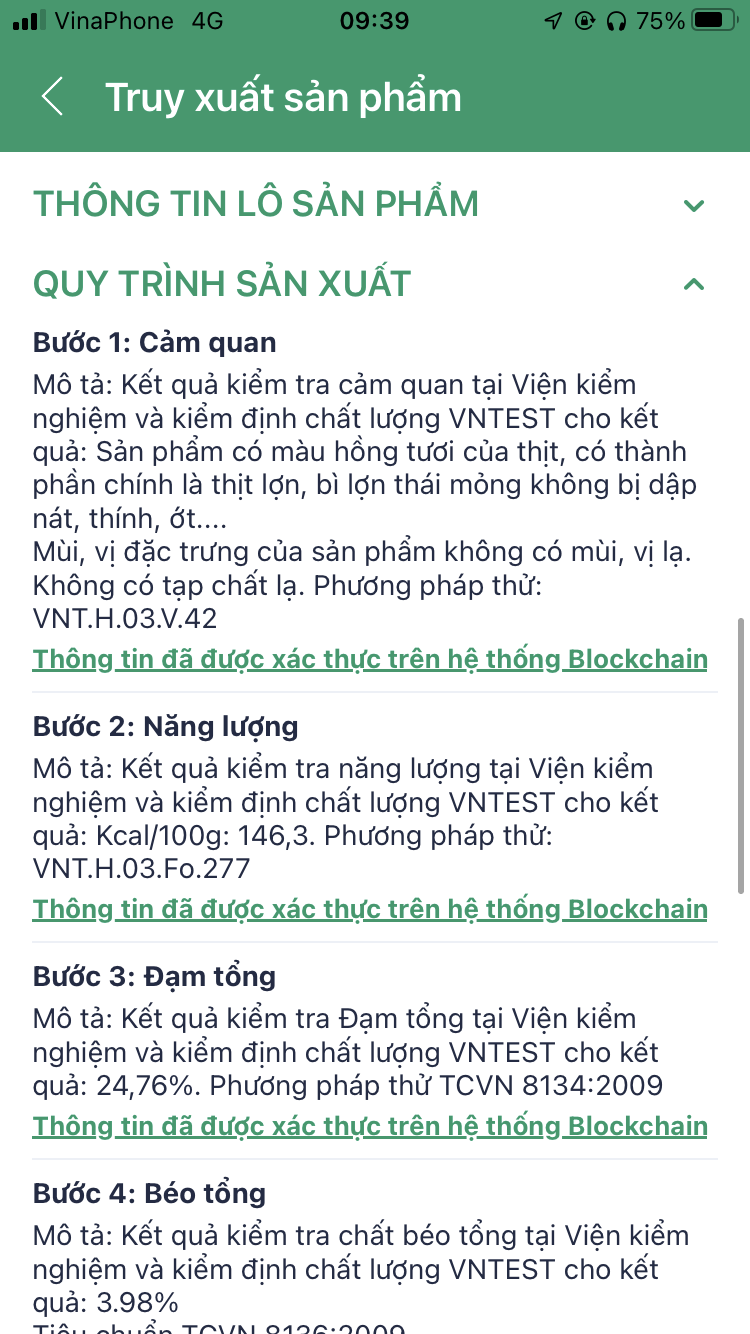 VinaPhone 4G 09:39 75%
Truy xuất sản phẩm
THÔNG TIN LÔ SẢN PHẨM
QUY TRÌNH SẢN XUẤT
Bước 1: Cảm quan
Mô tả: Kết quả kiểm tra cảm quan tại Viện kiểm
nghiệm và kiểm định chất lượng VNTEST cho kết
quả: Sản phẩm có màu hồng tươi của thịt, có thành
phần chính là thịt lợn, bì lợn thái mỏng không bị dập
nát, thính, ớt....
Mùi, vị đặc trưng của sản phẩm không có mùi, vị lạ.
Không có tạp chất lạ. Phương pháp thử:
VNT.H.03.V.42
Thông tin đã được xác thực trên hệ thống Blockchain
Bước 2: Năng lượng
Mô tả: Kết quả kiểm tra năng lượng tại Viện kiểm
nghiệm và kiểm định chất lượng VNTEST cho kết
quả: Kcal/100g: 146,3. Phương pháp thử:
VNT.H.03.Fo.277
Thông tin đã được xác thực trên hệ thống Blockchain
Bước 3: Đạm tổng
Mô tả: Kết quả kiểm tra Đạm tổng tại Viện kiểm
nghiệm và kiểm định chất lượng VNTEST cho kết
quả: 24,76%. Phương pháp thử TCVN 8134:2009
Thông tin đã được xác thực trên hệ thống Blockchain
Bước 4: Béo tổng
Mô tả: Kết quả kiểm tra chất béo tổng tại Viện kiểm
nghiệm và kiểm định chất lượng VNTEST cho kết
quả: 3.98%
Tiêu chuẩn TCVN 8136:2009